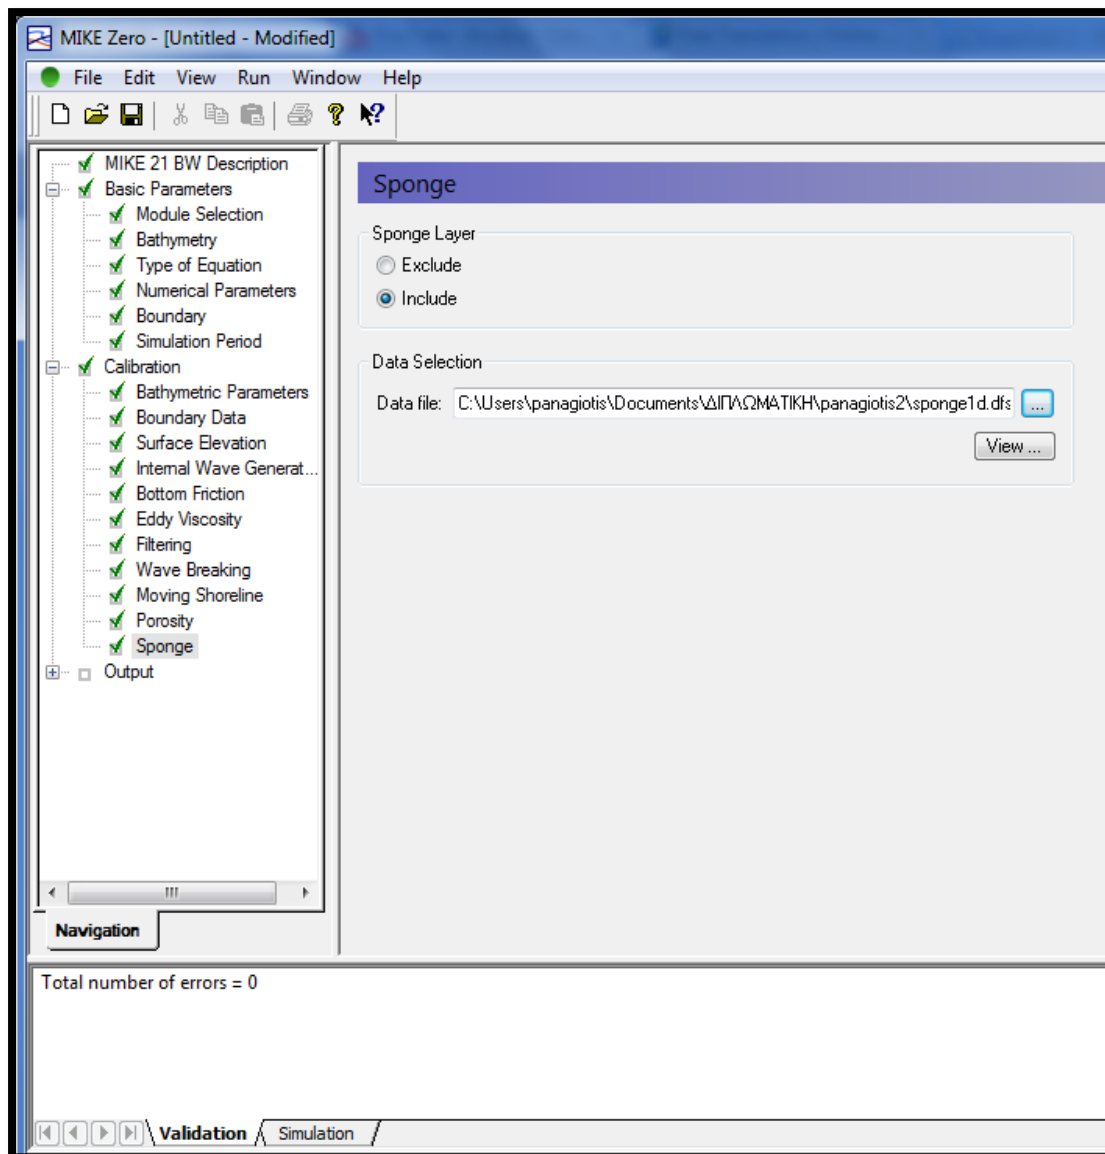 MIKE Zero - [Untitled - Modified]
File Edit View Run Window Help
MIKE 21 BW Description
Basic Parameters
Module Selection
Bathymetry
Type of Equation
Numerical Parameters
Boundary
Simulation Period
Calibration
Bathymetric Parameters
Boundary Data
Surface Elevation
Internal Wave Generat...
Bottom Friction
Eddy Viscosity
Filtering
Wave Breaking
Moving Shoreline
Porosity
Sponge
Output
Navigation
Sponge
Sponge Layer
Exclude
Include
Data Selection
Data file: C:\Users\panagiotis\Documents\ΔΙΠΛΩΜΑΤΙΚΗ\panagiotis2\sponge1d.dfs ...
View ...
Total number of errors = 0
Validation Simulation